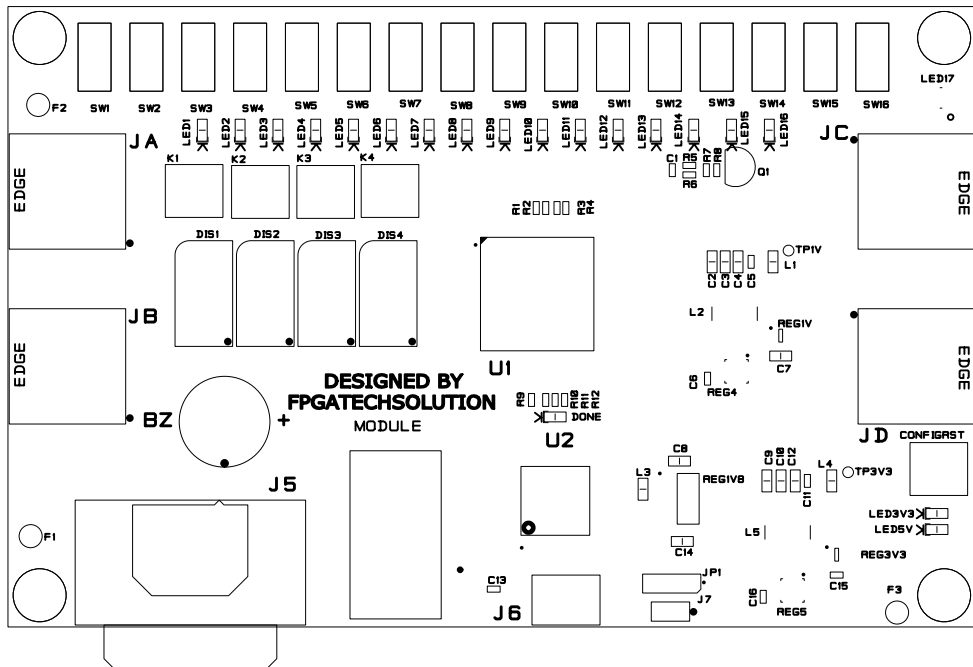 LED17
SW1 SW2 SW3 SW4 SW5 SW6 SW7 SW8 SW9 SW10 SW11 SW12 SW13 SW14 SW15 SW16
F2
LED1 LED2 LED3 LED4 LED5 LED6 LED7 LED8 LED9 LED10 LED11 LED12 LED13 LED14 LED15 LED16
JA
JC
EDGE
EDGE
K1 K2 K3 K4
C1 R5 R6 R7 R8 Q1
R1 R2 R3 R4
DIS1 DIS2 DIS3 DIS4
TP1V
C2 C3 C4 C5 L1
JB
L2
REG1V
EDGE
EDGE
U1
C7
C6
REG4
DESIGNED BY
FPGATECHSOLUTION
R9 R10 R11 R12
BZ +
MODULE
DONE
U2
JD
CONFIGRST
C8
C9 C10 C12
L3
L4
TP3V3
REG1V8
C11
J5
LED3V3
LED5V
F1
L5
C14
REG3V3
JP1
C15
C13
J7
C16
F3
J6
REG5